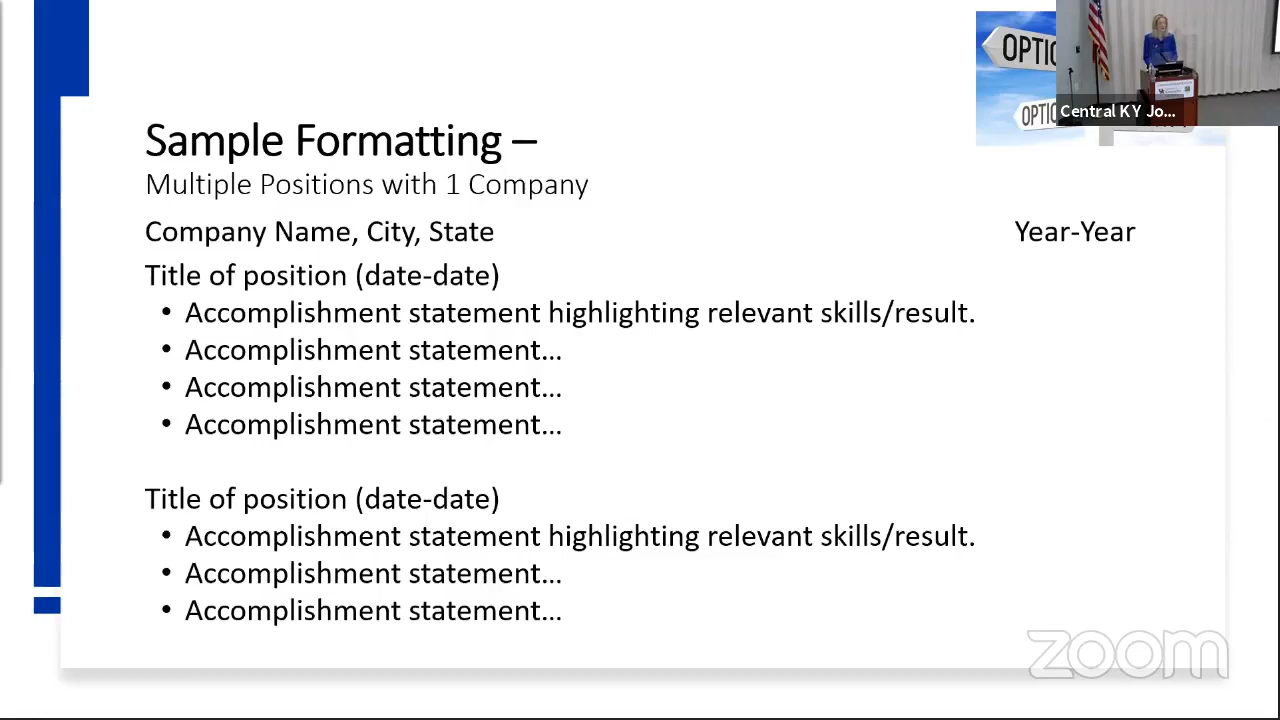 OPTIO
OPTIO
Central KY Jo...
Sample Formatting –
Multiple Positions with 1 Company
Company Name, City, State Year-Year
Title of position (date-date)
• Accomplishment statement highlighting relevant skills/result.
• Accomplishment statement...
• Accomplishment statement...
• Accomplishment statement...
Title of position (date-date)
• Accomplishment statement highlighting relevant skills/result.
• Accomplishment statement...
• Accomplishment statement...
zoom